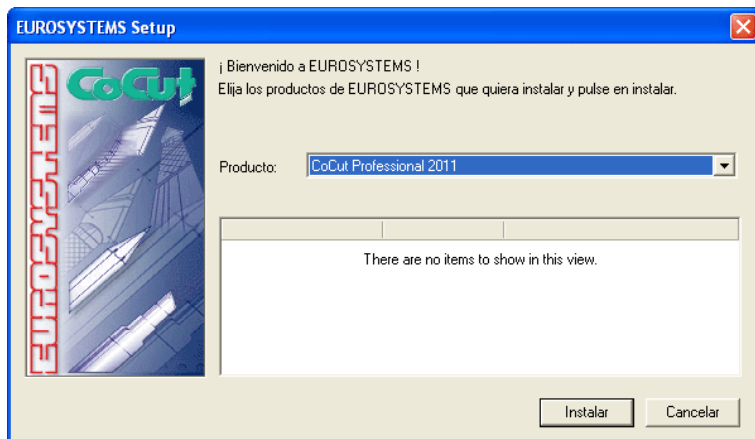 EUROSYSTEMS Setup
EUROSYSTEMS
CoCut
¡ Bienvenido a EUROSYSTEMS !
Elija los productos de EUROSYSTEMS que quiera instalar y pulse en instalar.
Producto: CoCut Professional 2011
There are no items to show in this view.
Instalar Cancelar